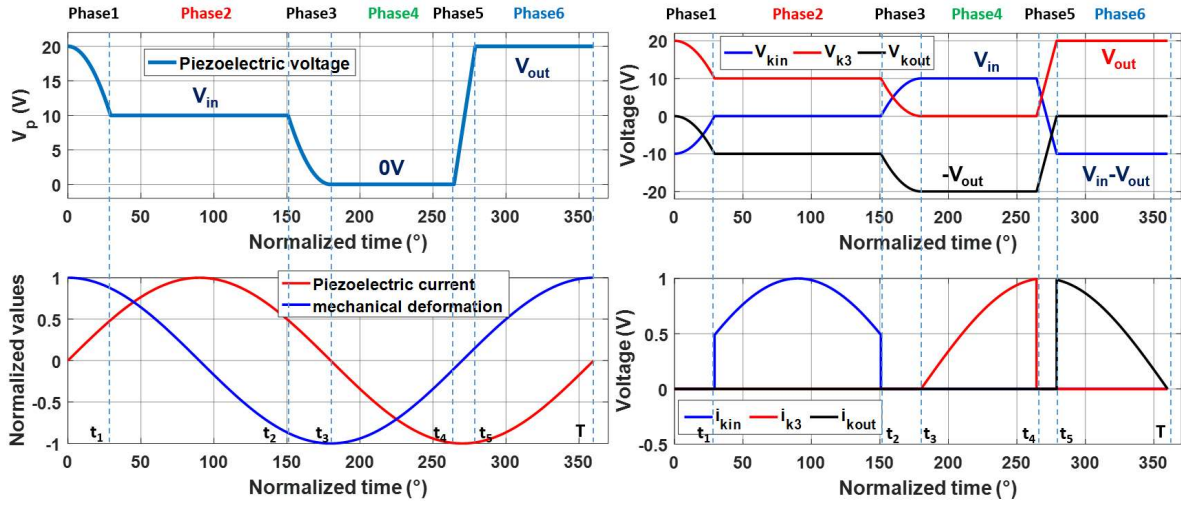 Phase1 Phase2 Phase3 Phase4 Phase5 Phase6
20
15
10
5
0
V_p (V)
Piezoelectric voltage
V_in
0V
V_out
0 50 100 150 200 250 300 350
Normalized time (°)
1
0.5
0
-0.5
-1
Normalized values
Piezoelectric current
mechanical deformation
t_1 t_2 t_3 t_4 t_5 T
0 50 100 150 200 250 300 350
Normalized time (°)
Phase1 Phase2 Phase3 Phase4 Phase5 Phase6
20
10
0
-10
-20
Voltage (V)
V_kin V_k3 V_kout
V_in
V_out
-V_out
V_in-V_out
0 50 100 150 200 250 300 350
Normalized time (°)
1
0.5
0
-0.5
Voltage (V)
i_kin i_k3 i_kout
t_1 t_2 t_3 t_4 t_5 T
0 50 100 150 200 250 300 350
Normalized time (°)